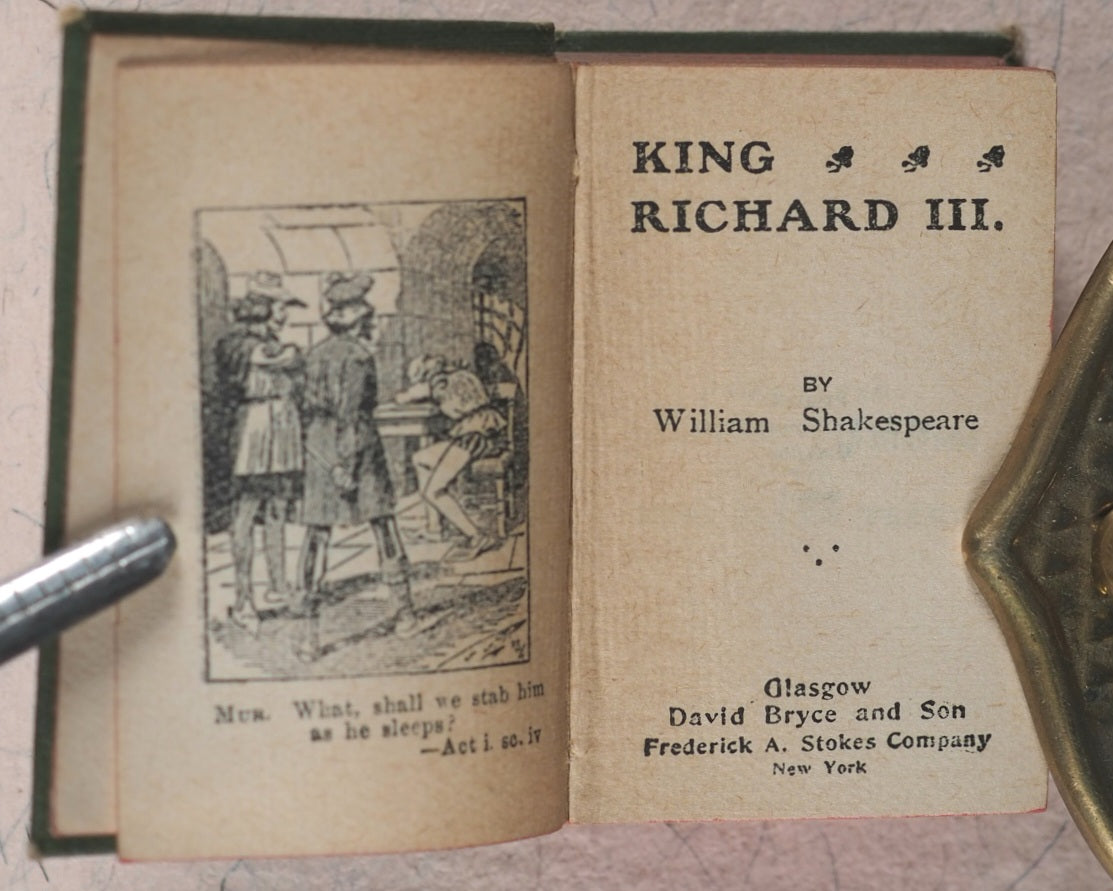 Mur. What, shall we stab him
as he sleeps?
—Act i. sc. iv
KING
RICHARD III.
BY
William Shakespeare
Glasgow
David Bryce and Son
Frederick A. Stokes Company
New York